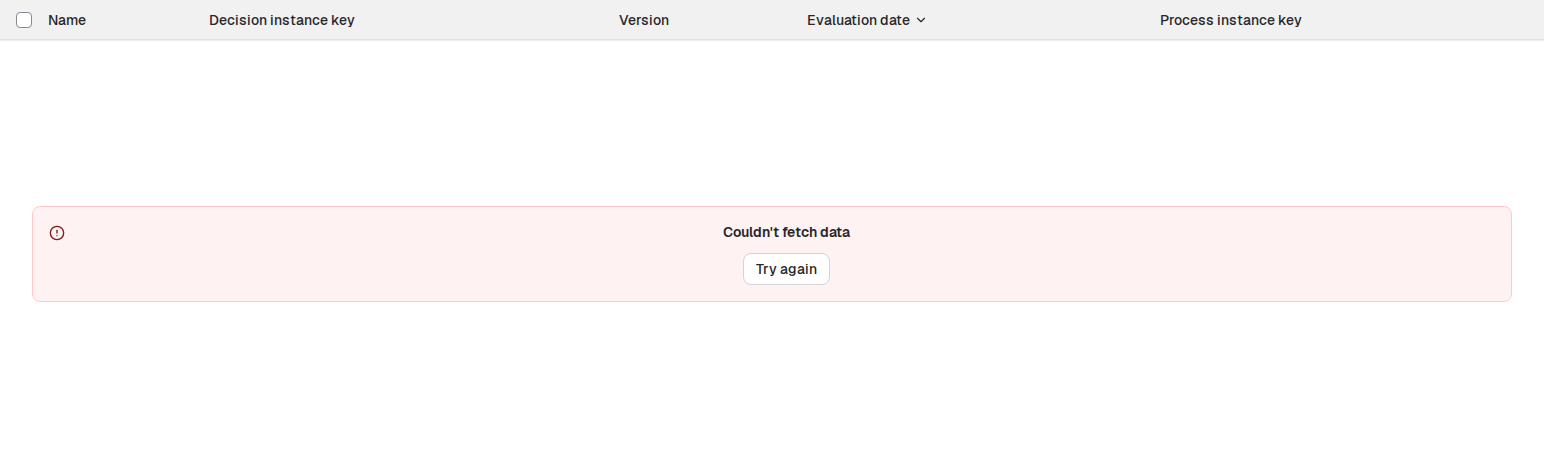 Name Decision instance key Version Evaluation date Process instance key
Couldn't fetch data
Try again